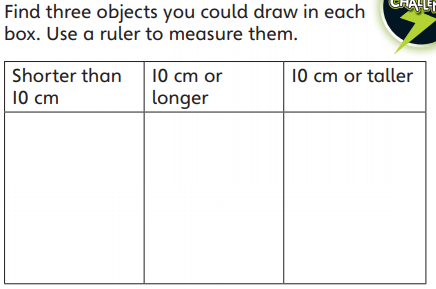 Find three objects you could draw in each
box. Use a ruler to measure them.
Shorter than
10 cm
10 cm or
longer
10 cm or taller